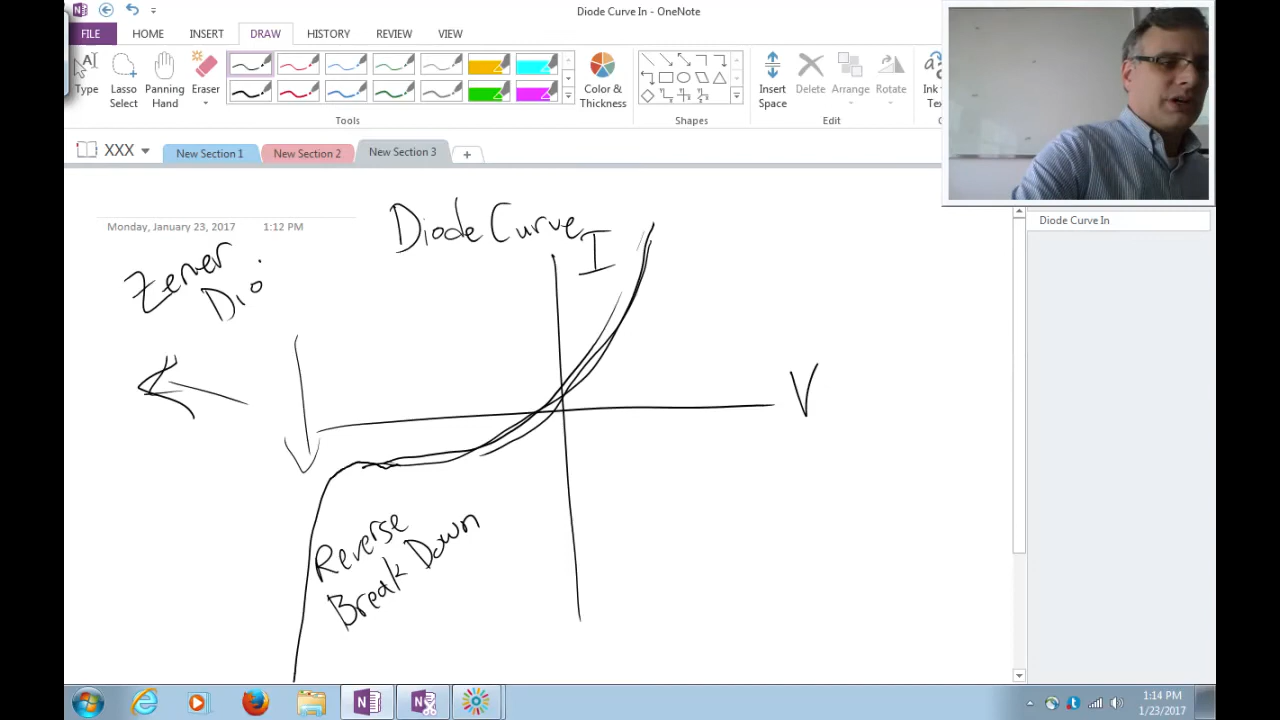 Diode Curve In - OneNote
FILE HOME INSERT DRAW HISTORY REVIEW VIEW
Type
Lasso Select
Panning Hand
Eraser
Color & Thickness
Insert Space
Delete
Arrange
Rotate
Ink to
Tools Shapes Edit
XXX New Section 1 New Section 2 New Section 3
Monday, January 23, 2017 1:12 PM
Diode Curve In
Diode Curve
I
Zener
Dio
V
Reverse
Break Down
1:14 PM
1/23/2017